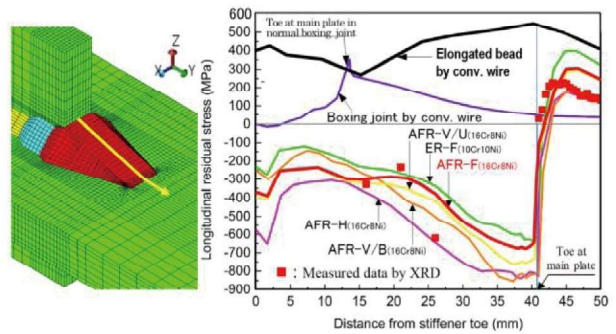 Z
X
Y
600
500
400
300
200
100
0
-100
-200
-300
-400
-500
-600
-700
-800
-900
Longitudinal residual stress (MPa)
Toe at main plate in
normal boxing joint
Elongated bead
by conv. wire
Boxing joint by conv. wire
AFR-V/U(16Cr8Ni)
ER-F(10Cr10Ni)
AFR-F(16Cr8Ni)
AFR-H(16Cr8Ni)
AFR-V/B(16Cr8Ni)
: Measured data by XRD
Toe at
main plate
0 5 10 15 20 25 30 35 40 45 50
Distance from stiffener toe (mm)